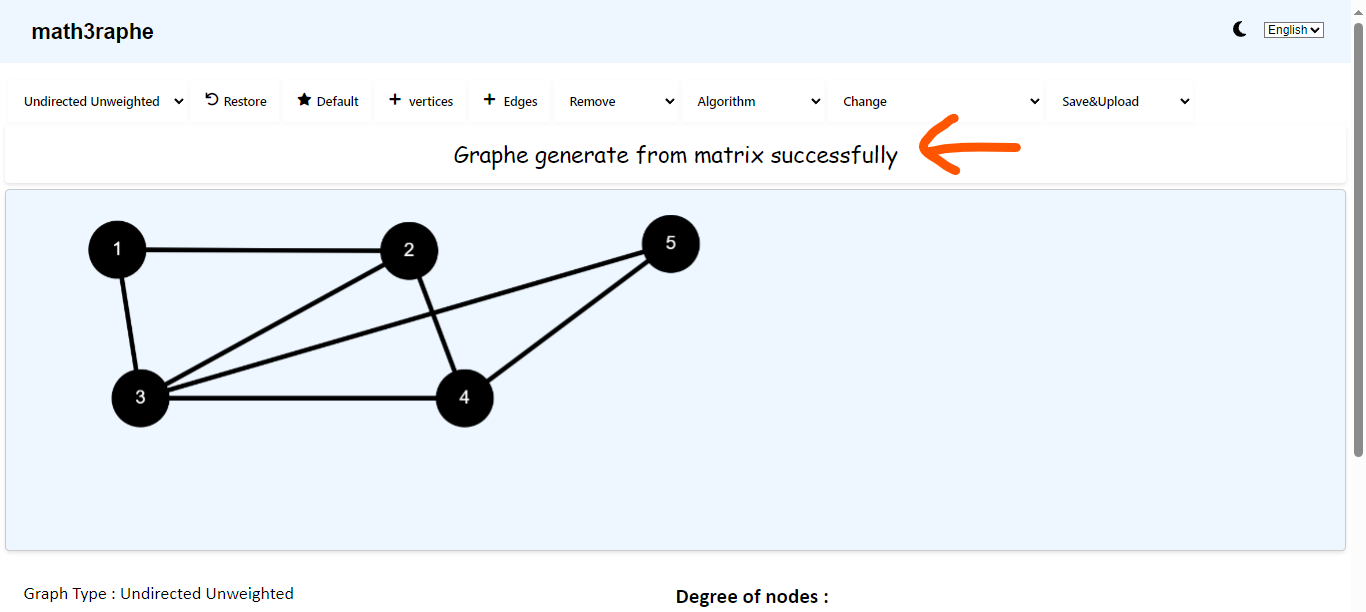 math3raphe
English
Undirected Unweighted Restore Default vertices Edges Remove Algorithm Change Save&Upload
Graphe generate from matrix successfully
1 2 5
3 4
Graph Type : Undirected Unweighted
Degree of nodes :